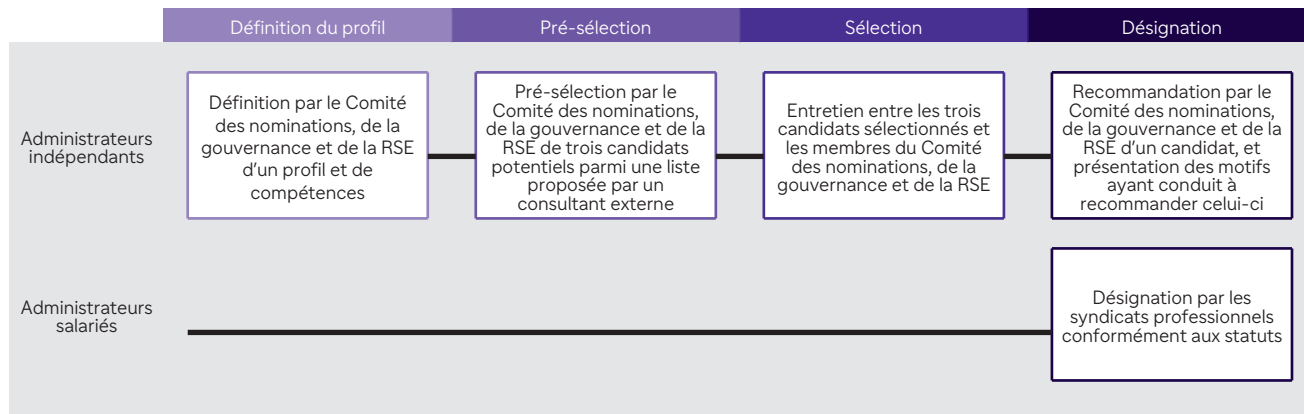 Définition du profil
Pré-sélection
Sélection
Désignation
Administrateurs
indépendants
Définition par le Comité
des nominations, de la
gouvernance et de la RSE
d'un profil et de
compétences
Pré-sélection par le
Comité des nominations,
de la gouvernance et de la
RSE de trois candidats
potentiels parmi une liste
proposée par un
consultant externe
Entretien entre les trois
candidats sélectionnés et
les membres du Comité
des nominations, de la
gouvernance et de la RSE
Recommandation par le
Comité des nominations,
de la gouvernance et de la
RSE d'un candidat, et
présentation des motifs
ayant conduit à
recommander celui-ci
Administrateurs
salariés
Désignation par les
syndicats professionnels
conformément aux statuts